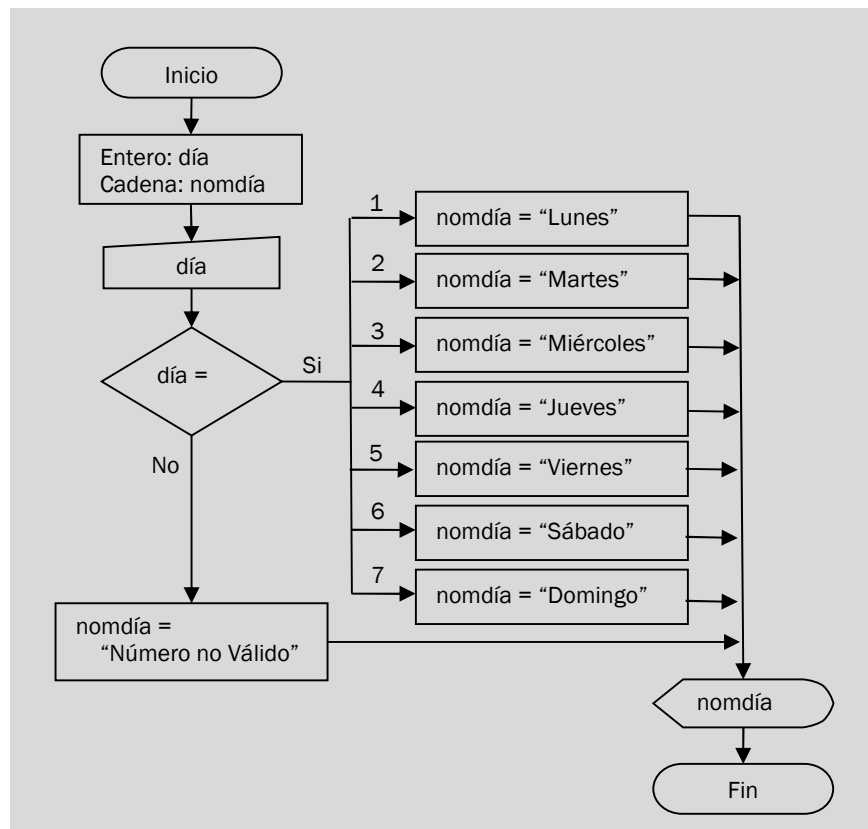 Inicio
Entero: día
Cadena: nomdía
día
día =
Si
No
1
nomdía = “Lunes”
2
nomdía = “Martes”
3
nomdía = “Miércoles”
4
nomdía = “Jueves”
5
nomdía = “Viernes”
6
nomdía = “Sábado”
7
nomdía = “Domingo”
nomdía =
“Número no Válido”
nomdía
Fin